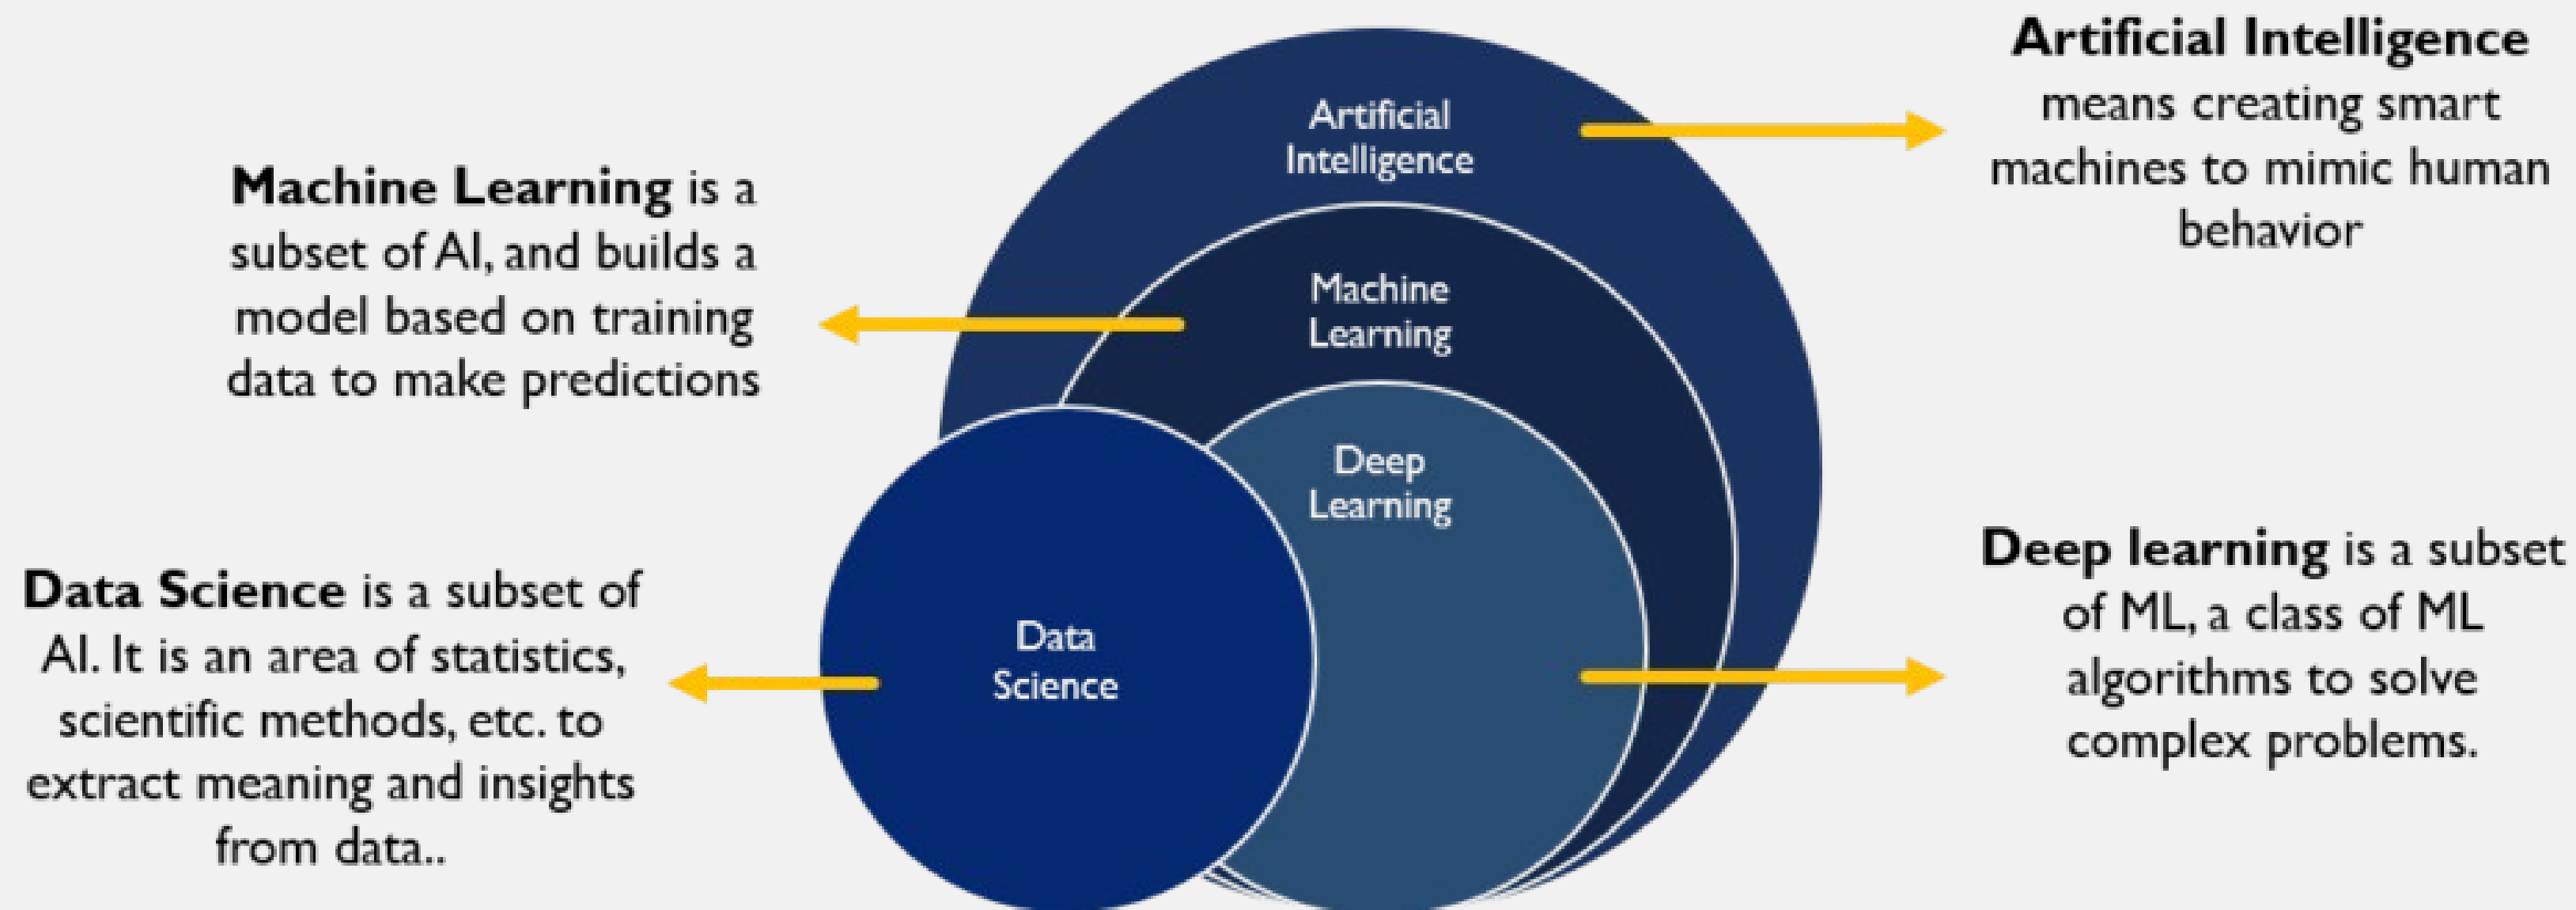 Machine Learning is a
subset of AI, and builds a
model based on training
data to make predictions
Data Science is a subset of
AI. It is an area of statistics,
scientific methods, etc. to
extract meaning and insights
from data..
Artificial
Intelligence
Machine
Learning
Deep
Learning
Data
Science
Artificial Intelligence
means creating smart
machines to mimic human
behavior
Deep learning is a subset
of ML, a class of ML
algorithms to solve
complex problems.